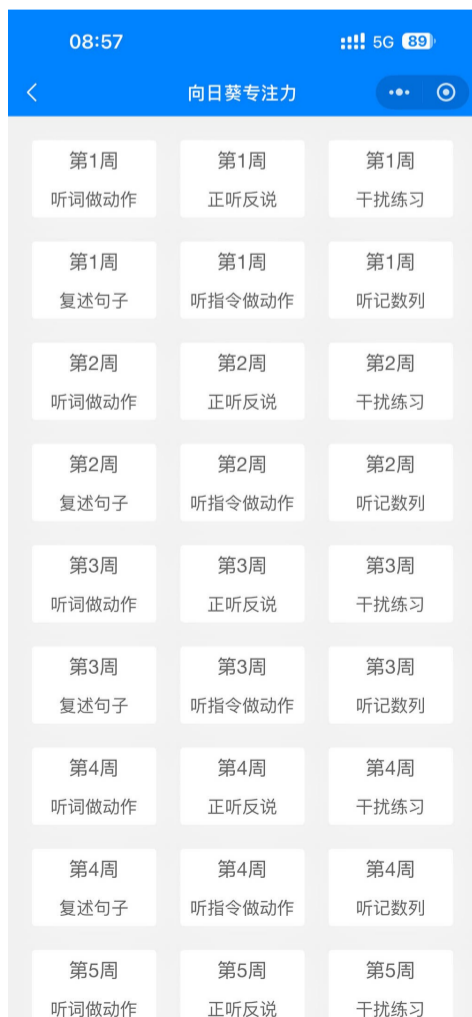 08:57 5G 89
向日葵专注力
第1周 第1周 第1周
听词做动作 正听反说 干扰练习
第1周 第1周 第1周
复述句子 听指令做动作 听记数列
第2周 第2周 第2周
听词做动作 正听反说 干扰练习
第2周 第2周 第2周
复述句子 听指令做动作 听记数列
第3周 第3周 第3周
听词做动作 正听反说 干扰练习
第3周 第3周 第3周
复述句子 听指令做动作 听记数列
第4周 第4周 第4周
听词做动作 正听反说 干扰练习
第4周 第4周 第4周
复述句子 听指令做动作 听记数列
第5周 第5周 第5周
听词做动作 正听反说 干扰练习